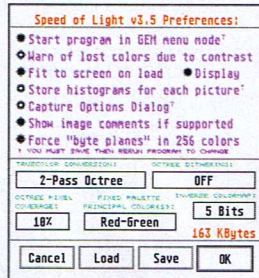 Speed of Light v3.5 Preferences:
Start program in GEM menu mode†
Warn of lost colors due to contrast
Fit to screen on load Display
Store histograms for each picture†
Capture Options Dialog†
Show image comments if supported
Force "byte planes" in 256 colors
† YOU MUST SAVE THEN RERUN PROGRAM TO CHANGE
TRUECOLOR CONVERSION: OCTREE DITHERING:
2-Pass Octree OFF
OCTREE PIXEL COVERAGE: FIXED PALETTE PRINCIPAL COLOR(S): INVERSE COLORMAP:
10% Red-Green 5 Bits
163 KBytes
Cancel Load Save OK